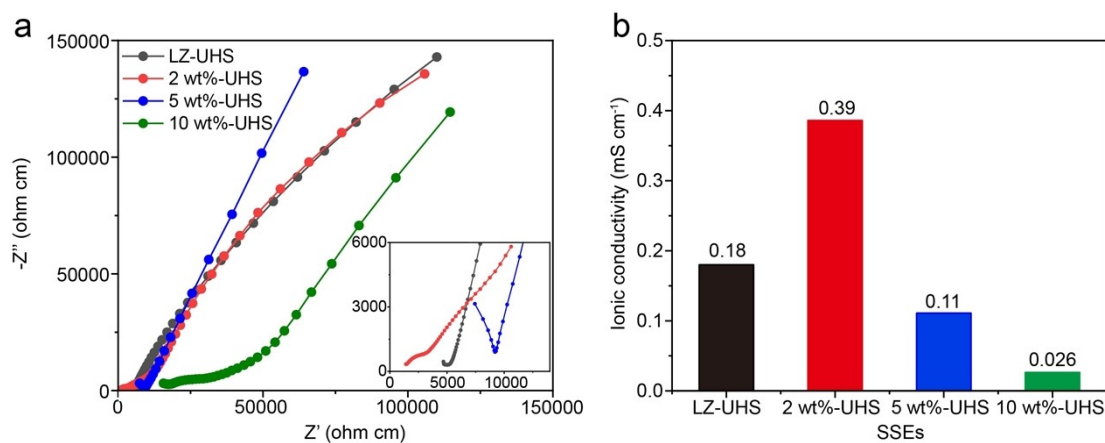 a
150000
100000
50000
0
-Z'' (ohm cm)
LZ-UHS
2 wt%-UHS
5 wt%-UHS
10 wt%-UHS
6000
3000
0
0 5000 10000
0 50000 100000 150000
Z' (ohm cm)
b
0.5
0.4
0.3
0.2
0.1
0.0
Ionic conductivity (mS cm⁻¹)
0.18
0.39
0.11
0.026
LZ-UHS 2 wt%-UHS 5 wt%-UHS 10 wt%-UHS
SSEs